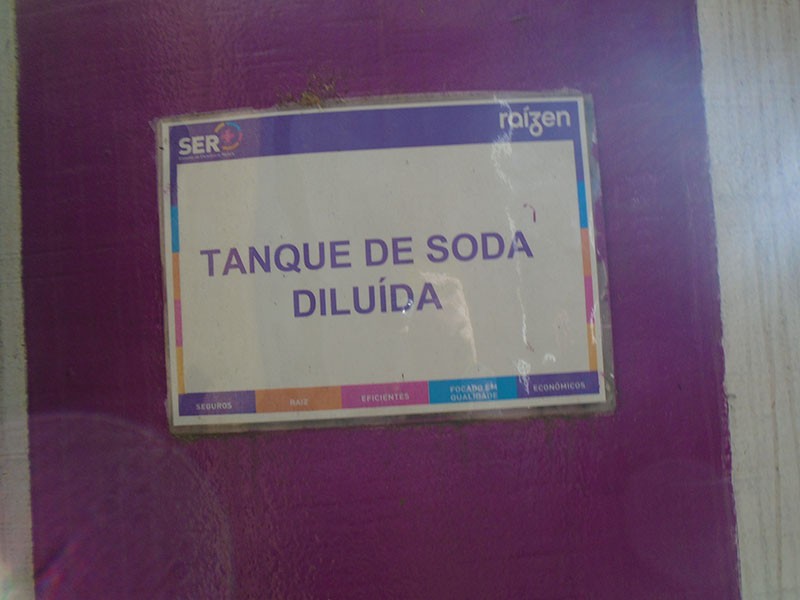 SER+
raízen
TANQUE DE SODA
DILUÍDA
SEGUROS
RAIZ
EFICIENTES
FOCADO EM
QUALIDADE
ECONÔMICOS